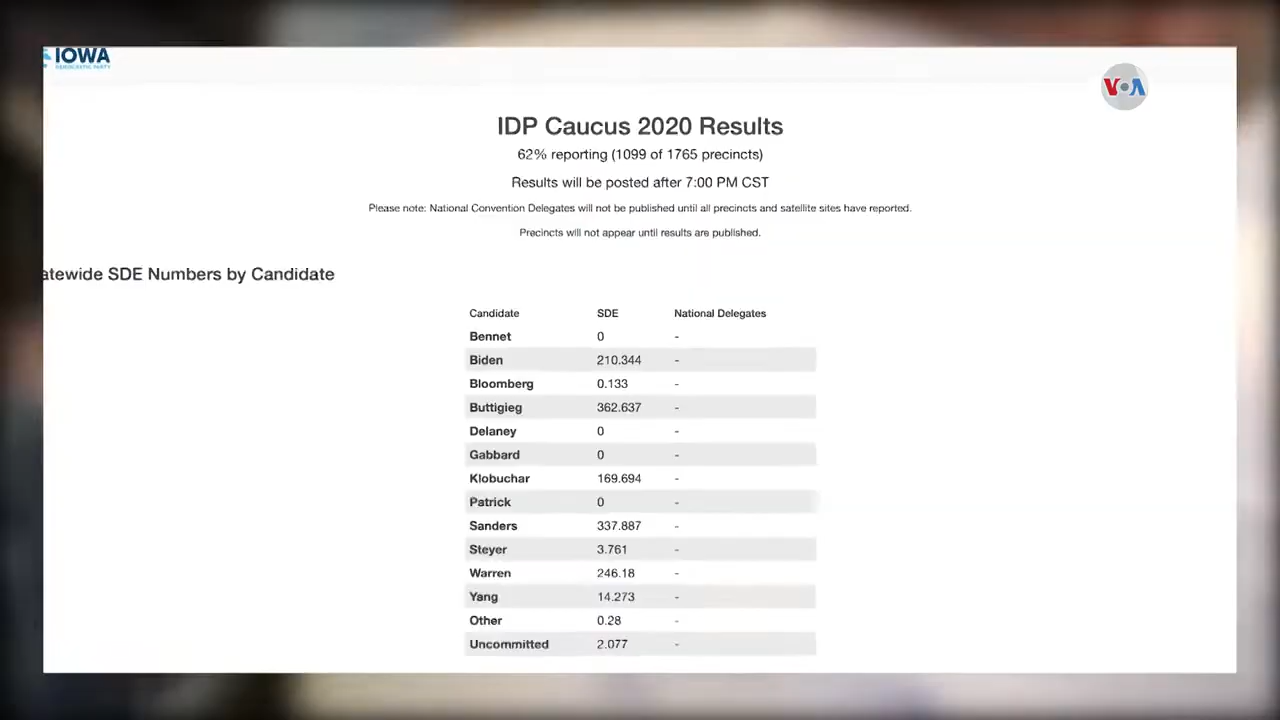 IOWA
DEMOCRATIC PARTY
VOA
IDP Caucus 2020 Results
62% reporting (1099 of 1765 precincts)
Results will be posted after 7:00 PM CST
Please note: National Convention Delegates will not be published until all precincts and satellite sites have reported.
Precincts will not appear until results are published.
atewide SDE Numbers by Candidate
Candidate SDE National Delegates
Bennet 0 -
Biden 210.344 -
Bloomberg 0.133 -
Buttigieg 362.637 -
Delaney 0 -
Gabbard 0 -
Klobuchar 169.694 -
Patrick 0 -
Sanders 337.887 -
Steyer 3.761 -
Warren 246.18 -
Yang 14.273 -
Other 0.28 -
Uncommitted 2.077 -